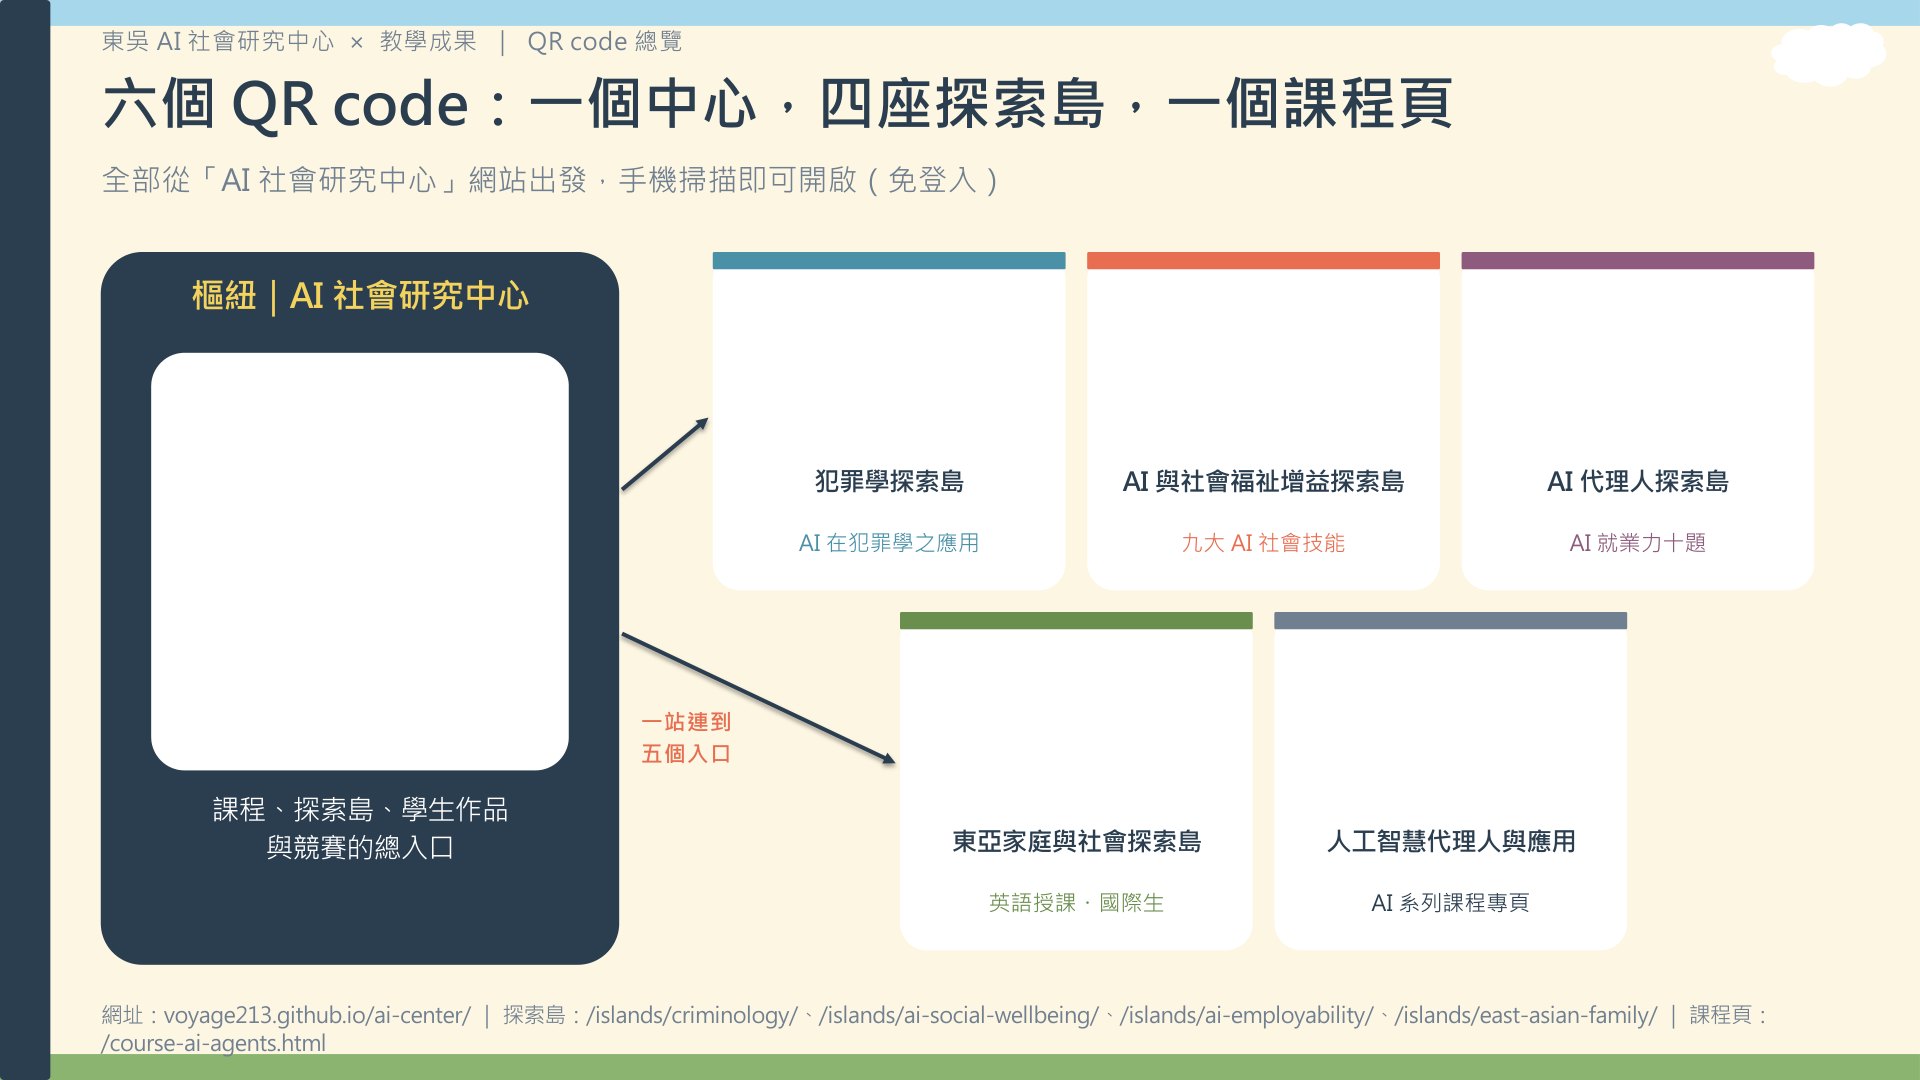 東吳 AI 社會研究中心 × 教學成果 ｜ QR code 總覽
六個 QR code：一個中心，四座探索島，一個課程頁
全部從「AI 社會研究中心」網站出發，手機掃描即可開啟（免登入）
樞紐｜AI 社會研究中心
課程、探索島、學生作品
與競賽的總入口
一站連到
五個入口
犯罪學探索島
AI 在犯罪學之應用
AI 與社會福祉增益探索島
九大 AI 社會技能
AI 代理人探索島
AI 就業力十題
東亞家庭與社會探索島
英語授課．國際生
人工智慧代理人與應用
AI 系列課程專頁
網址：voyage213.github.io/ai-center/ ｜ 探索島：/islands/criminology/、/islands/ai-social-wellbeing/、/islands/ai-employability/、/islands/east-asian-family/ ｜ 課程頁：
/course-ai-agents.html